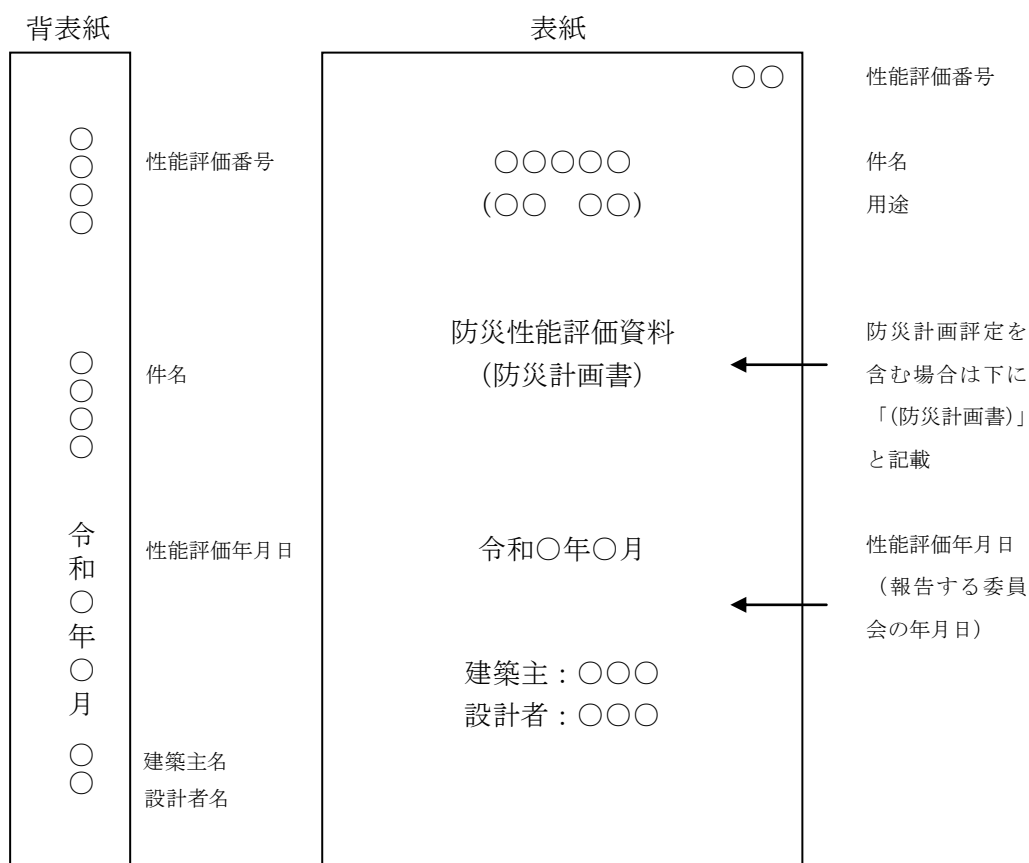 背表紙
○○○○
性能評価番号
○○○○
件名
令和○年○月
性能評価年月日
○○
建築主名
設計者名
表紙
○○
性能評価番号
○○○○○
件名
(○○　○○)
用途
防災性能評価資料
(防災計画書)
防災計画評定を
含む場合は下に
「(防災計画書)」
と記載
令和○年○月
性能評価年月日
（報告する委員
会の年月日）
建築主：○○○
設計者：○○○